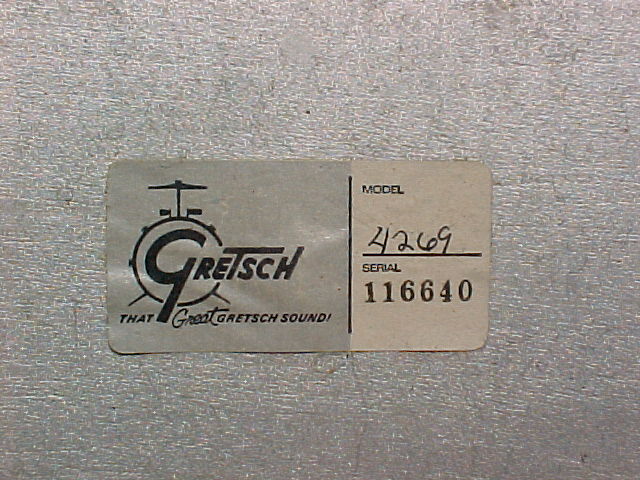 GRETSCH
THAT Great GRETSCH SOUND!
MODEL
4269
SERIAL
116640